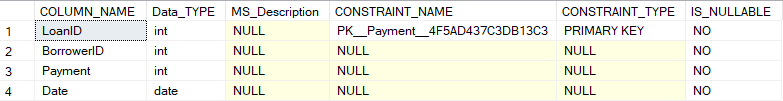 COLUMN_NAME Data_TYPE MS_Description CONSTRAINT_NAME CONSTRAINT_TYPE IS_NULLABLE
1 LoanID int NULL PK__Payment__4F5AD437C3DB13C3 PRIMARY KEY NO
2 BorrowerID int NULL NULL NULL NO
3 Payment int NULL NULL NULL NO
4 Date date NULL NULL NULL NO